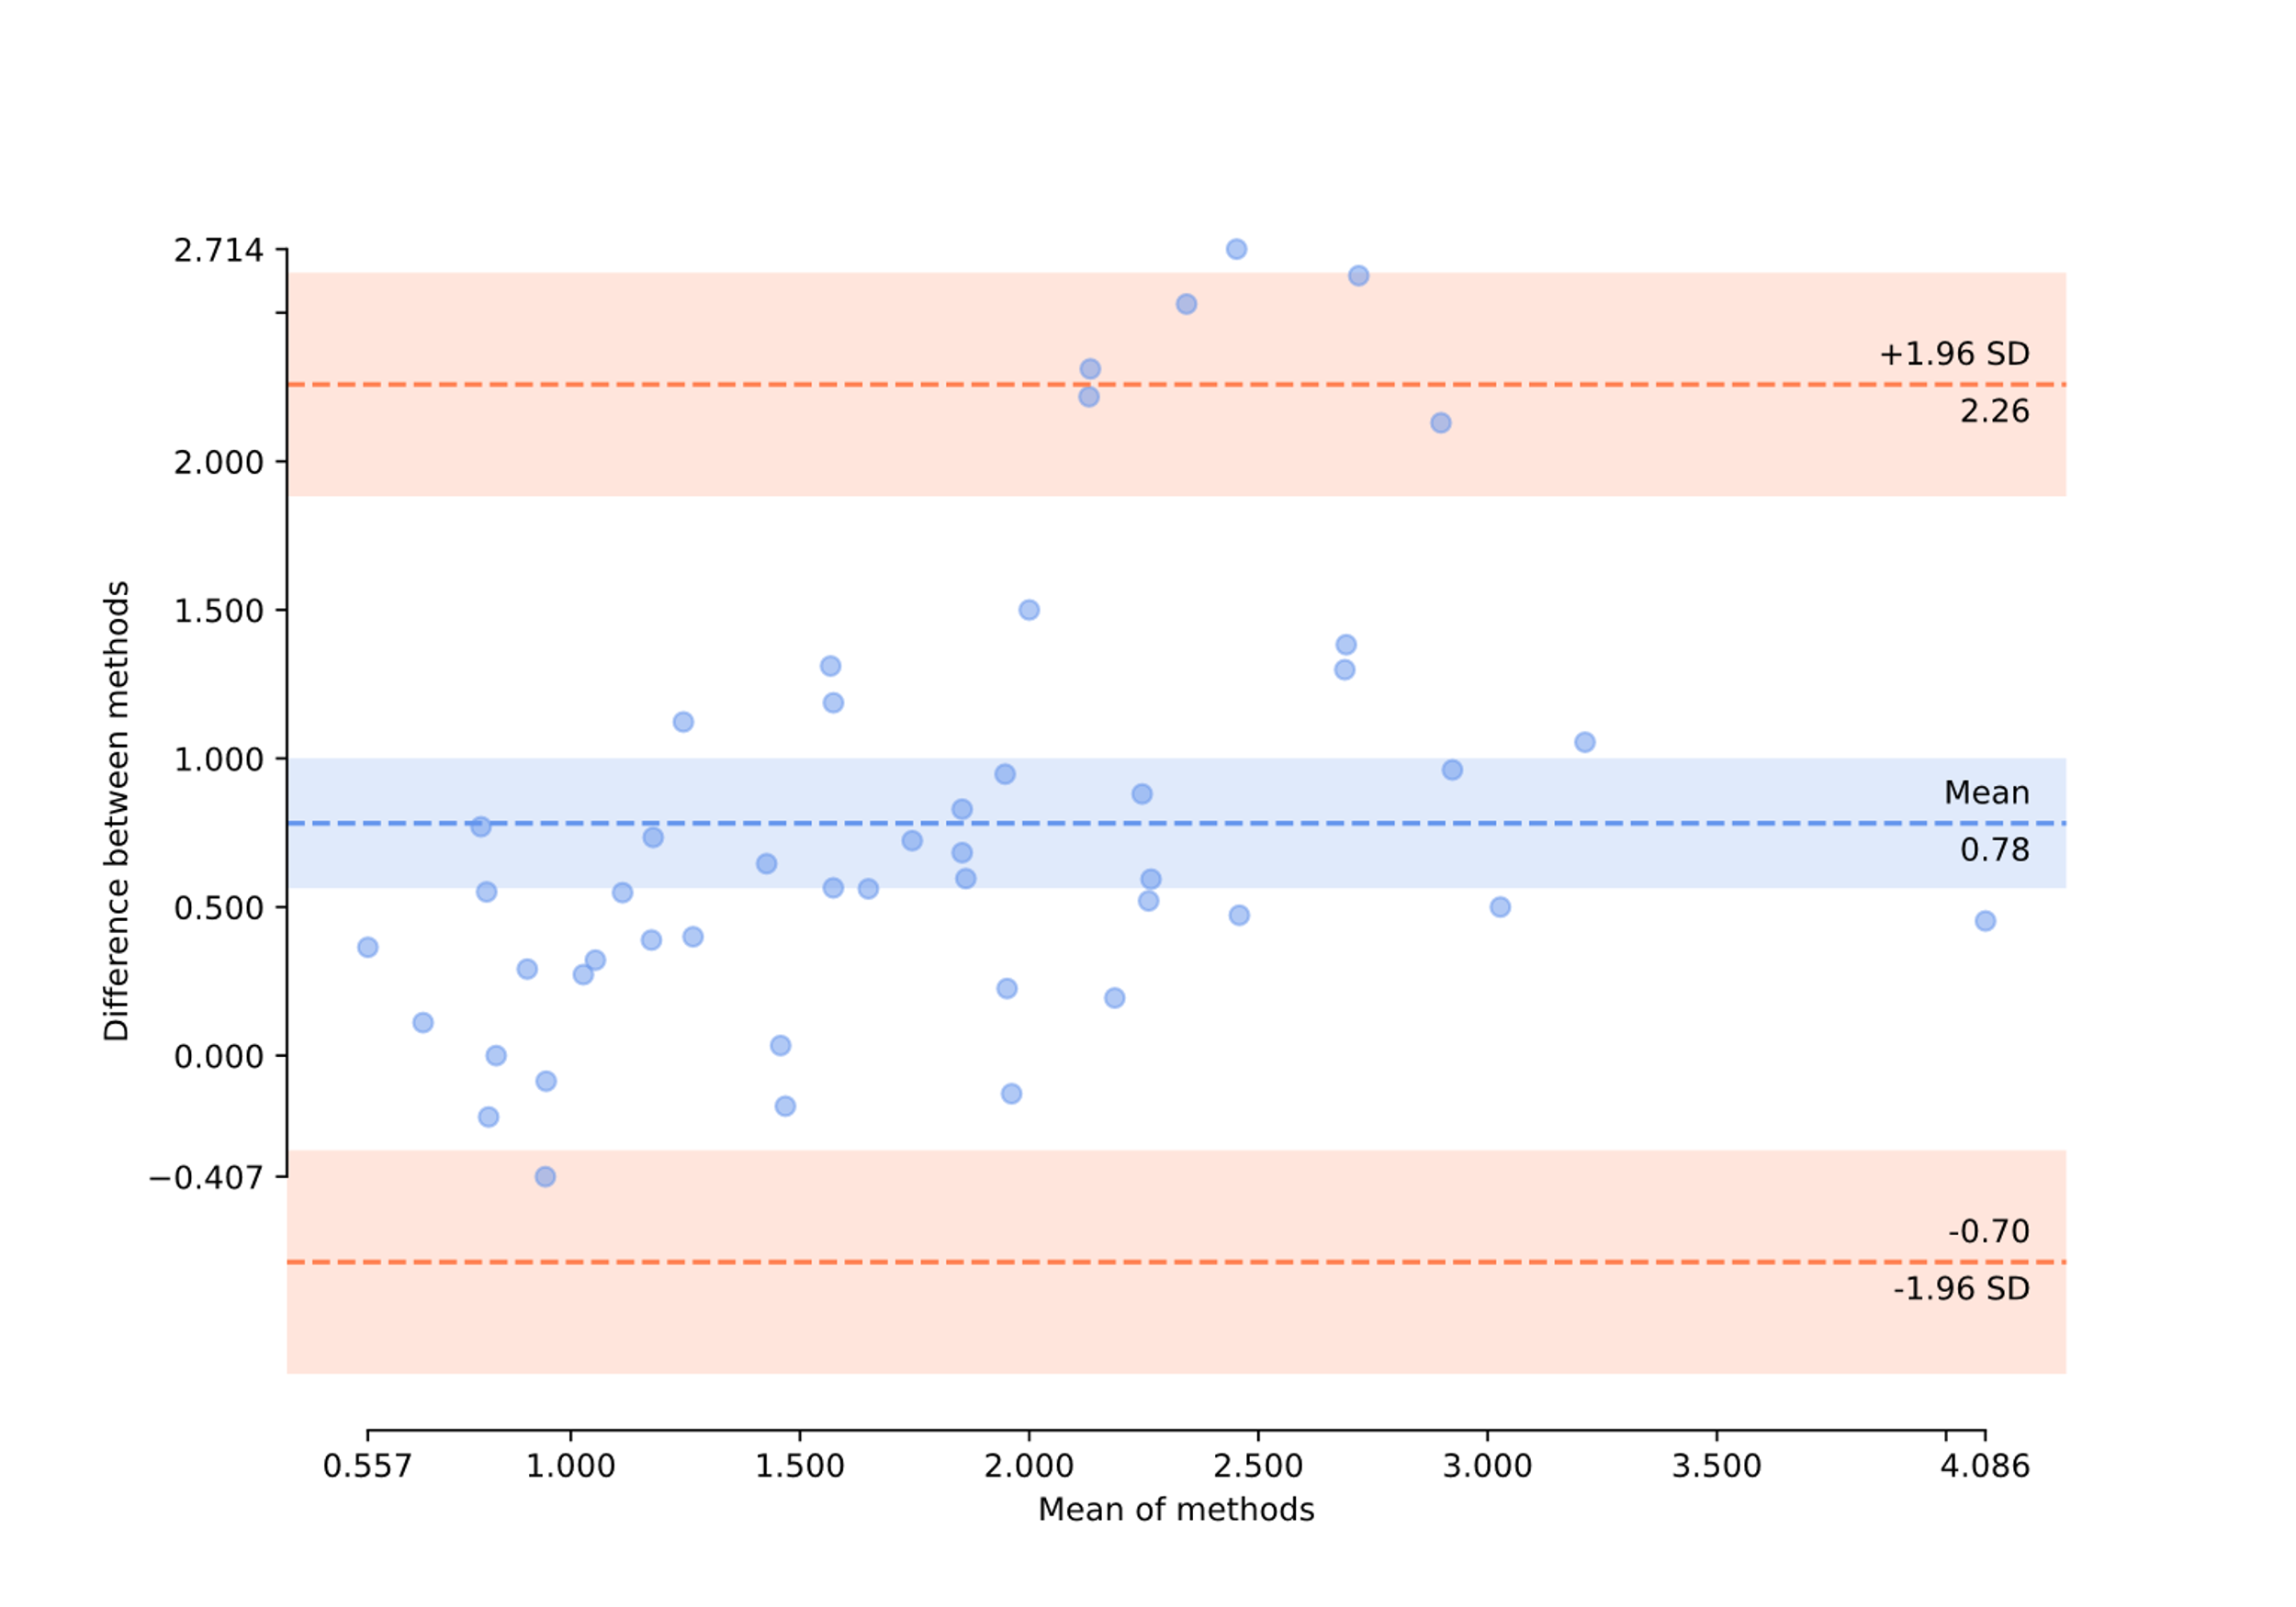 2.714
+1.96 SD
2.26
2.000
1.500
1.000
Mean
0.78
0.500
0.000
−0.407
-0.70
-1.96 SD
Difference between methods
0.557 1.000 1.500 2.000 2.500 3.000 3.500 4.086
Mean of methods